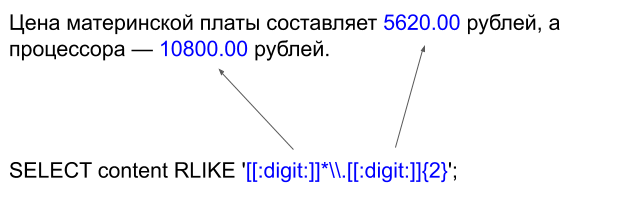 Цена материнской платы составляет 5620.00 рублей, а
процессора — 10800.00 рублей.
SELECT content RLIKE '[[:digit:]]*\\.[[:digit:]]{2}';